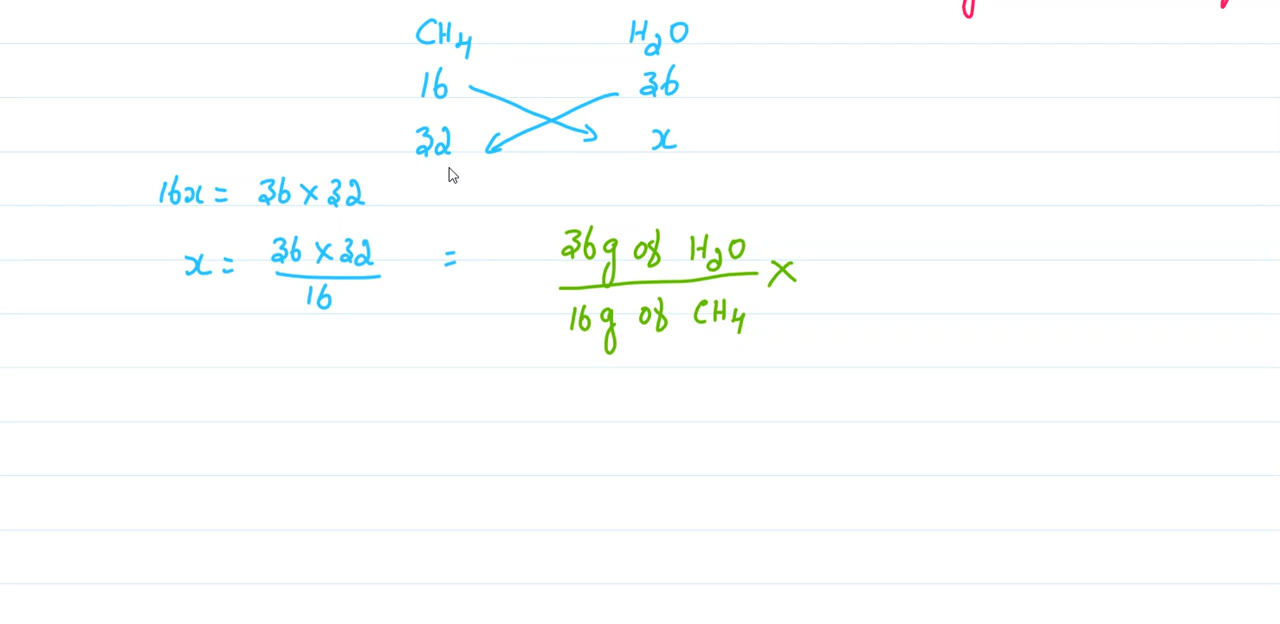 CH4 H2O
16 36
32 x
16x = 36 × 32
x = 36 × 32 / 16 = 36g of H2O / 16g of CH4 ×